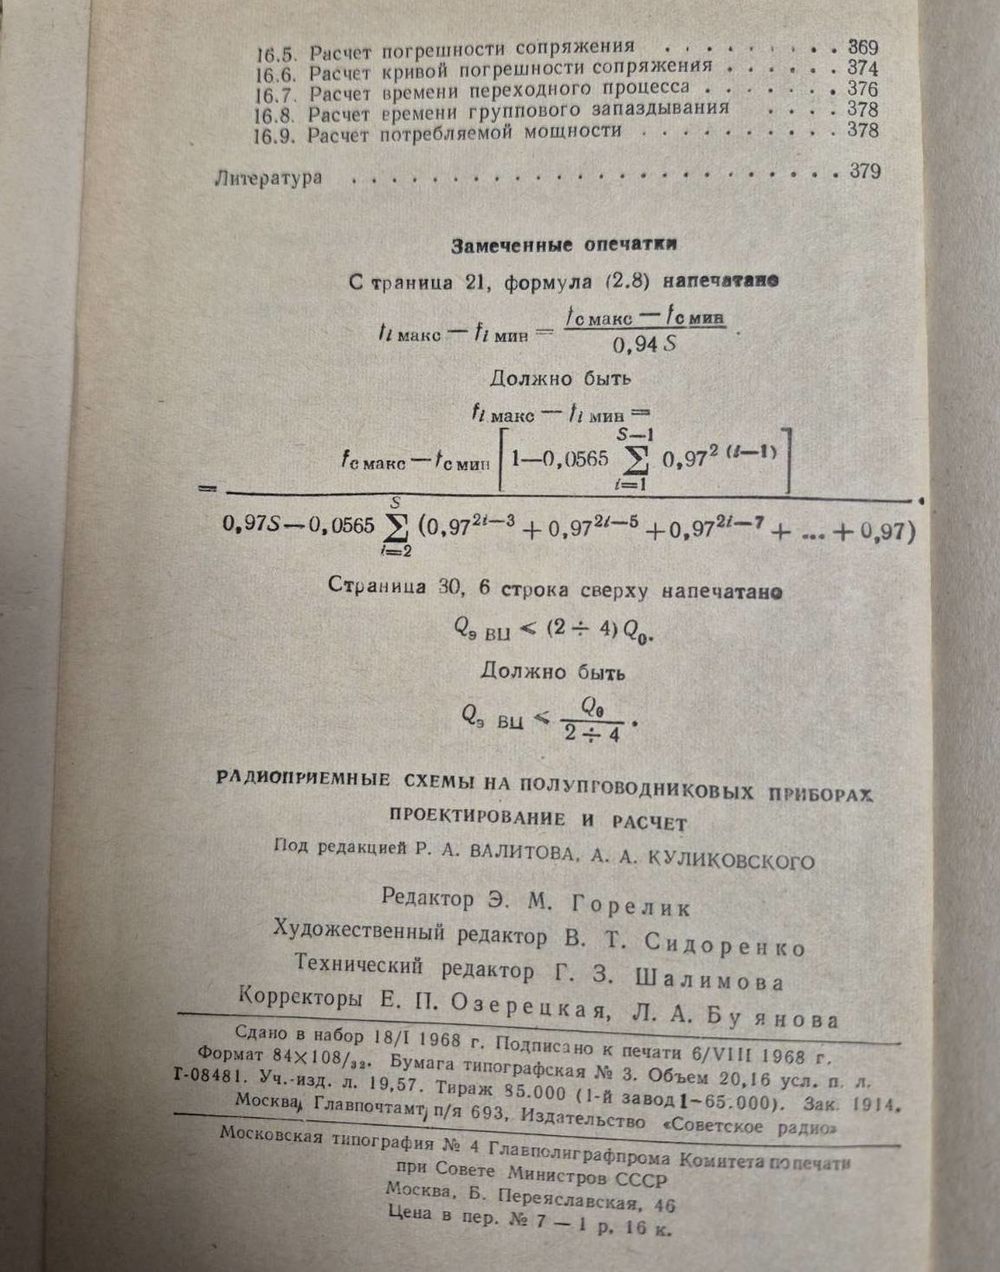 16.5. Расчет погрешности сопряжения . . . . . . . . . 369
16.6. Расчет кривой погрешности сопряжения . . . . . . 374
16.7. Расчет времени переходного процесса . . . . . . . 376
16.8. Расчет времени группового запаздывания . . . . 378
16.9. Расчет потребляемой мощности . . . . . . . . . . 378
Литература . . . . . . . . . . . . . . . . . . . . . . . 379
Замеченные опечатки
Страница 21, формула (2.8) напечатано
fi макс — fi мин = (fс макс — fс мин) / 0,94 S .
Должно быть
fi макс — fi мин =
= fс макс — fс мин [1—0,0565 ∑ (i=1, S—1) 0,97² ⁽ⁱ—¹⁾]
0,97S—0,0565 ∑ (i=2, S) (0,97²ⁱ—³ + 0,97²ⁱ—⁵ + 0,97²ⁱ—⁷ + ... + 0,97) .
Страница 30, 6 строка сверху напечатано
Qэ ВЦ < (2 ÷ 4) Q₀.
Должно быть
Qэ ВЦ < Q₀ / 2 ÷ 4 .
РАДИОПРИЕМНЫЕ СХЕМЫ НА ПОЛУПРОВОДНИКОВЫХ ПРИБОРАХ
ПРОЕКТИРОВАНИЕ И РАСЧЕТ
Под редакцией Р. А. ВАЛИТОВА, А. А. КУЛИКОВСКОГО
Редактор Э. М. Горелик
Художественный редактор В. Т. Сидоренко
Технический редактор Г. З. Шалимова
Корректоры Е. П. Озерецкая, Л. А. Буянова
Сдано в набор 18/I 1968 г. Подписано к печати 6/VIII 1968 г.
Формат 84×108/₃₂. Бумага типографская № 3. Объем 20,16 усл. п. л.
Т-08481. Уч.-изд. л. 19,57. Тираж 85.000 (1-й завод 1—65.000). Зак. 1914.
Москва, Главпочтамт, п/я 693, Издательство «Советское радио»
Московская типография № 4 Главполиграфпрома Комитета по печати
при Совете Министров СССР
Москва, Б. Переяславская, 46
Цена в пер. № 7 — 1 р. 16 к.